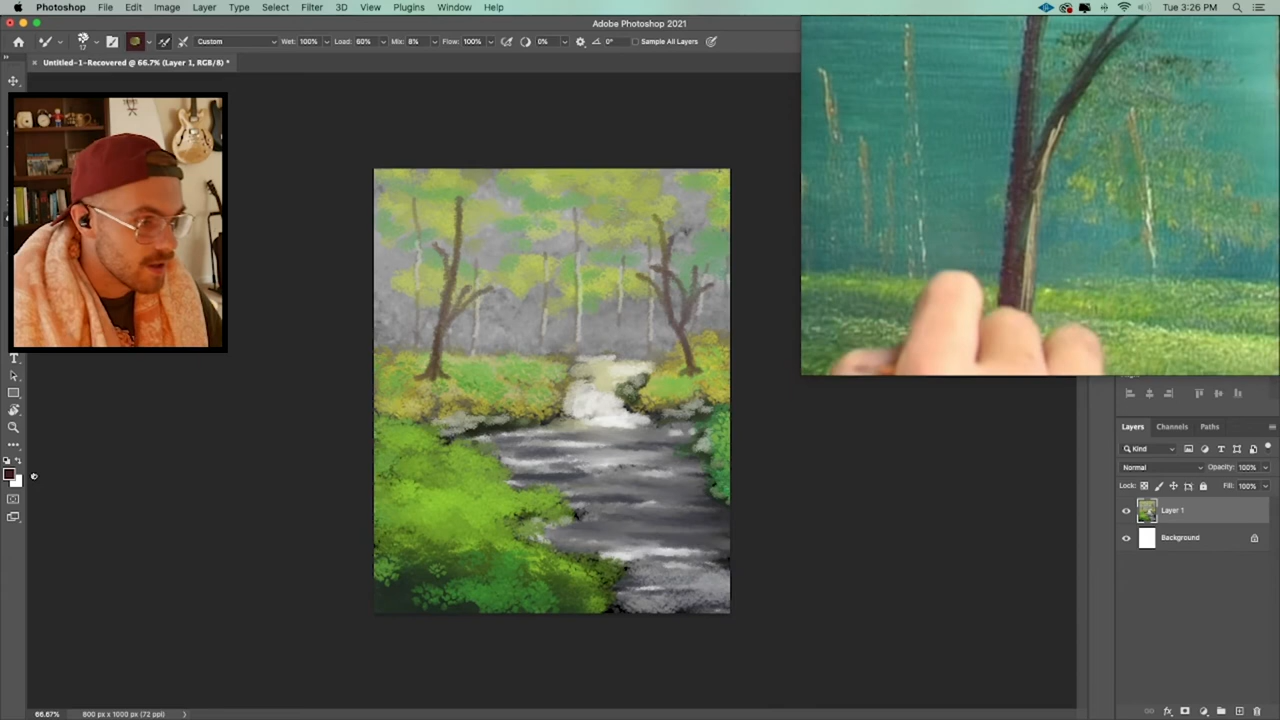 Photoshop File Edit Image Layer Type Select Filter 3D View Plugins Window Help Tue 3:26 PM
Adobe Photoshop 2021
17 Custom Wet: 100% Load: 60% Mix: 8% Flow: 100% 0% 0° Sample All Layers
Untitled-1-Recovered @ 66.7% (Layer 1, RGB/8) *
Layers Channels Paths
Kind
Normal Opacity: 100%
Lock: Fill: 100%
Layer 1
Background
66.67% 800 px x 1000 px (72 ppi)